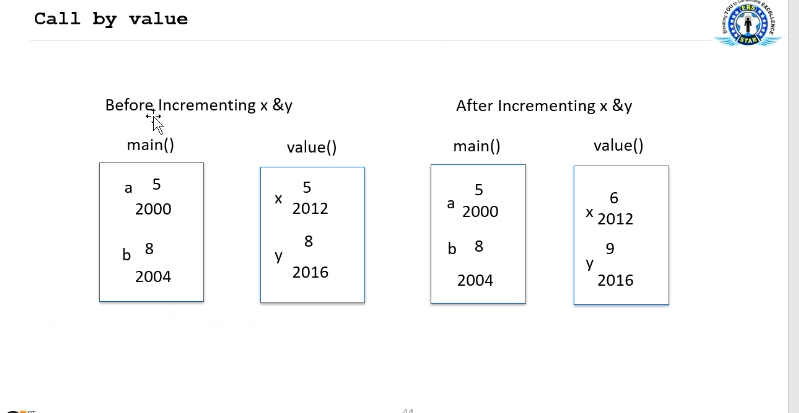 Call by value
Before Incrementing x &y
After Incrementing x &y
main()
value()
main()
value()
a 5
2000
b 8
2004
x 5
2012
y 8
2016
a 5
2000
b 8
2004
x 6
2012
y 9
2016